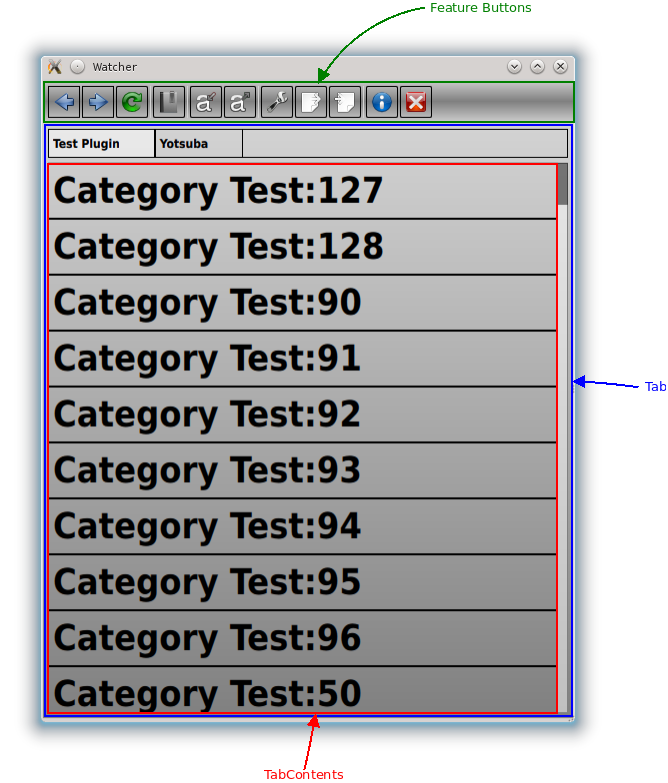 Feature Buttons
Watcher
a a
Test Plugin
Yotsuba
Category Test:127
Category Test:128
Category Test:90
Category Test:91
Category Test:92
Category Test:93
Tab
Category Test:94
Category Test:95
Category Test:96
Category Test:50
TabContents